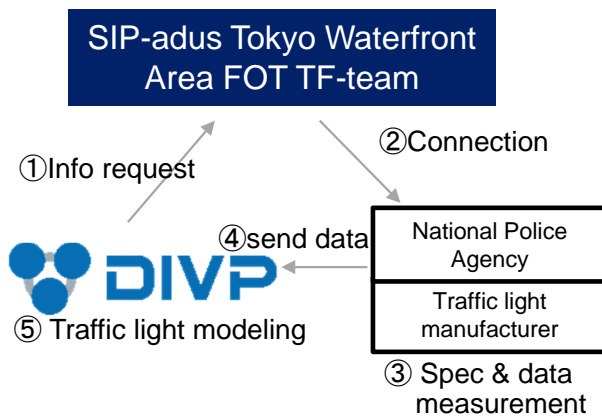 SIP-adus Tokyo Waterfront
Area FOT TF-team
②Connection
①Info request
④send data
National Police
Agency
DIVP
Traffic light
manufacturer
⑤ Traffic light modeling
③ Spec & data
measurement